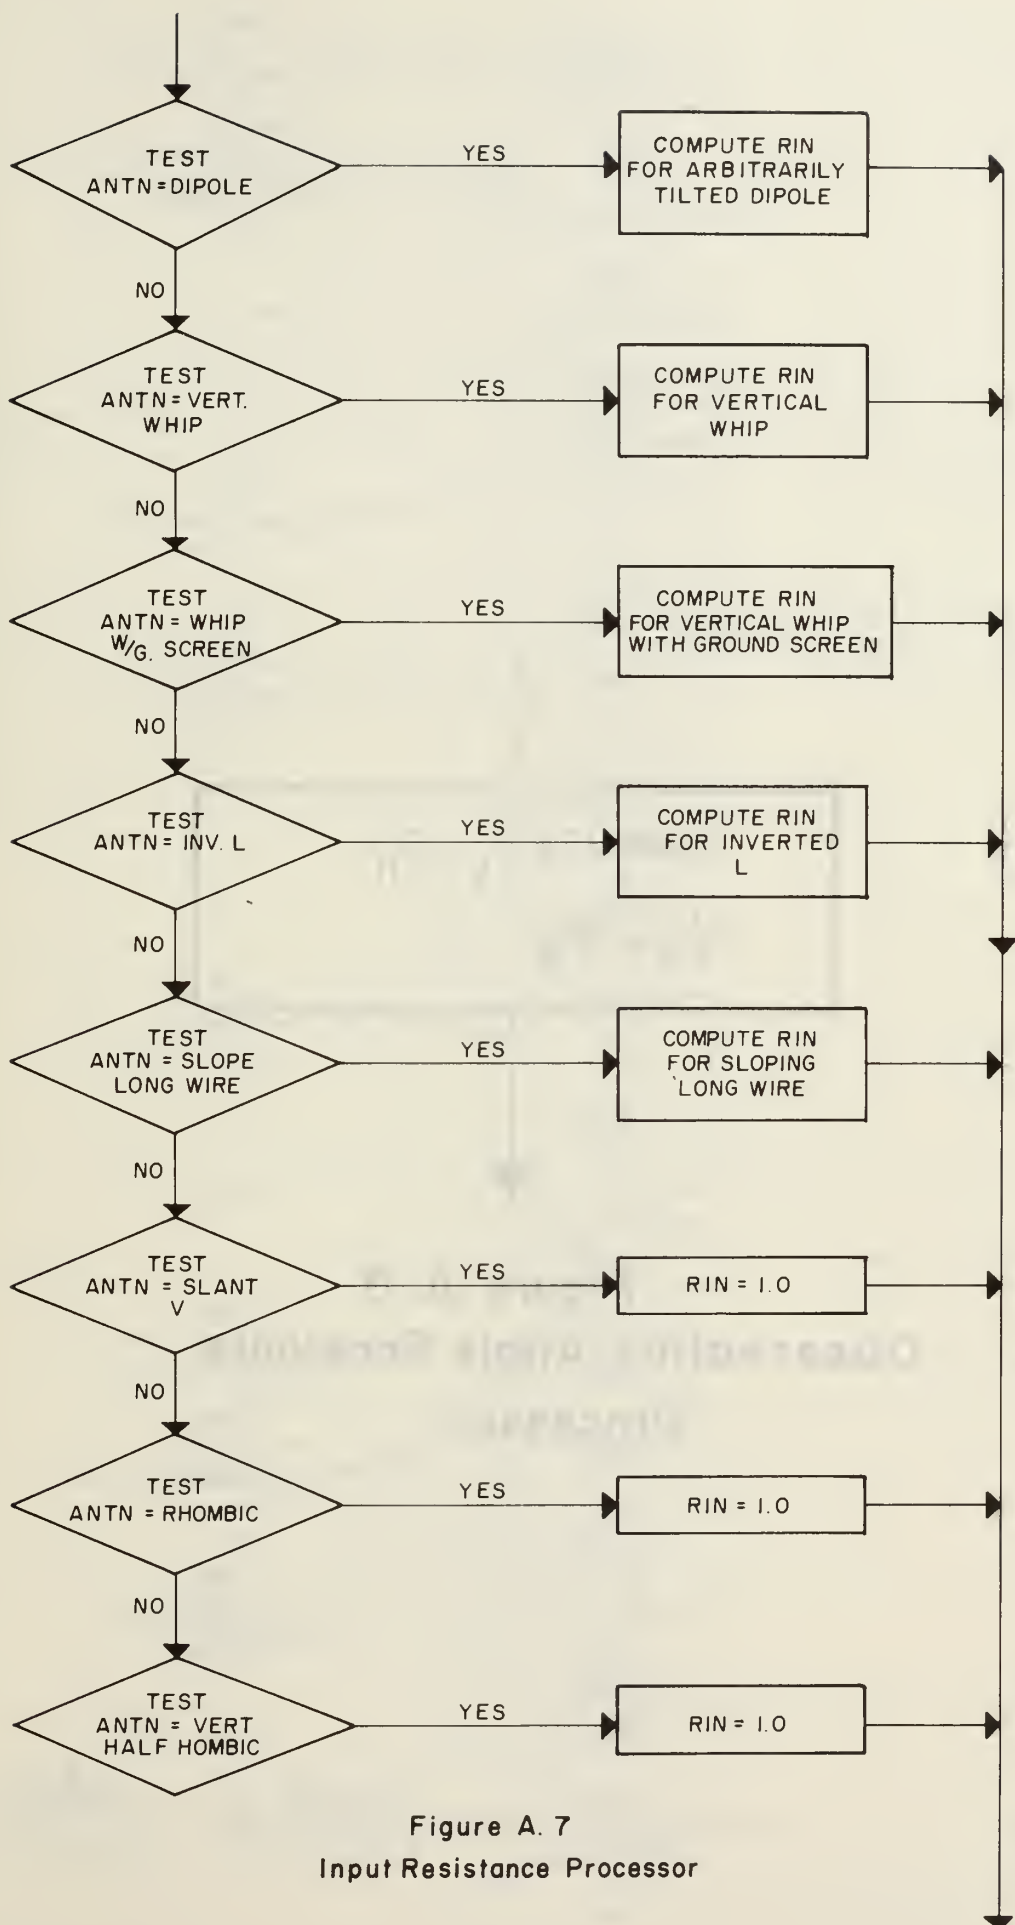 TEST
ANTN = DIPOLE
YES
COMPUTE RIN
FOR ARBITRARILY
TILTED DIPOLE
NO
TEST
ANTN = VERT.
WHIP
YES
COMPUTE RIN
FOR VERTICAL
WHIP
NO
TEST
ANTN = WHIP
W/G. SCREEN
YES
COMPUTE RIN
FOR VERTICAL WHIP
WITH GROUND SCREEN
NO
TEST
ANTN = INV. L
YES
COMPUTE RIN
FOR INVERTED
L
NO
TEST
ANTN = SLOPE
LONG WIRE
YES
COMPUTE RIN
FOR SLOPING
LONG WIRE
NO
TEST
ANTN = SLANT
V
YES
RIN = 1.0
NO
TEST
ANTN = RHOMBIC
YES
RIN = 1.0
NO
TEST
ANTN = VERT
HALF HOMBIC
YES
RIN = 1.0
Figure A. 7
Input Resistance Processor